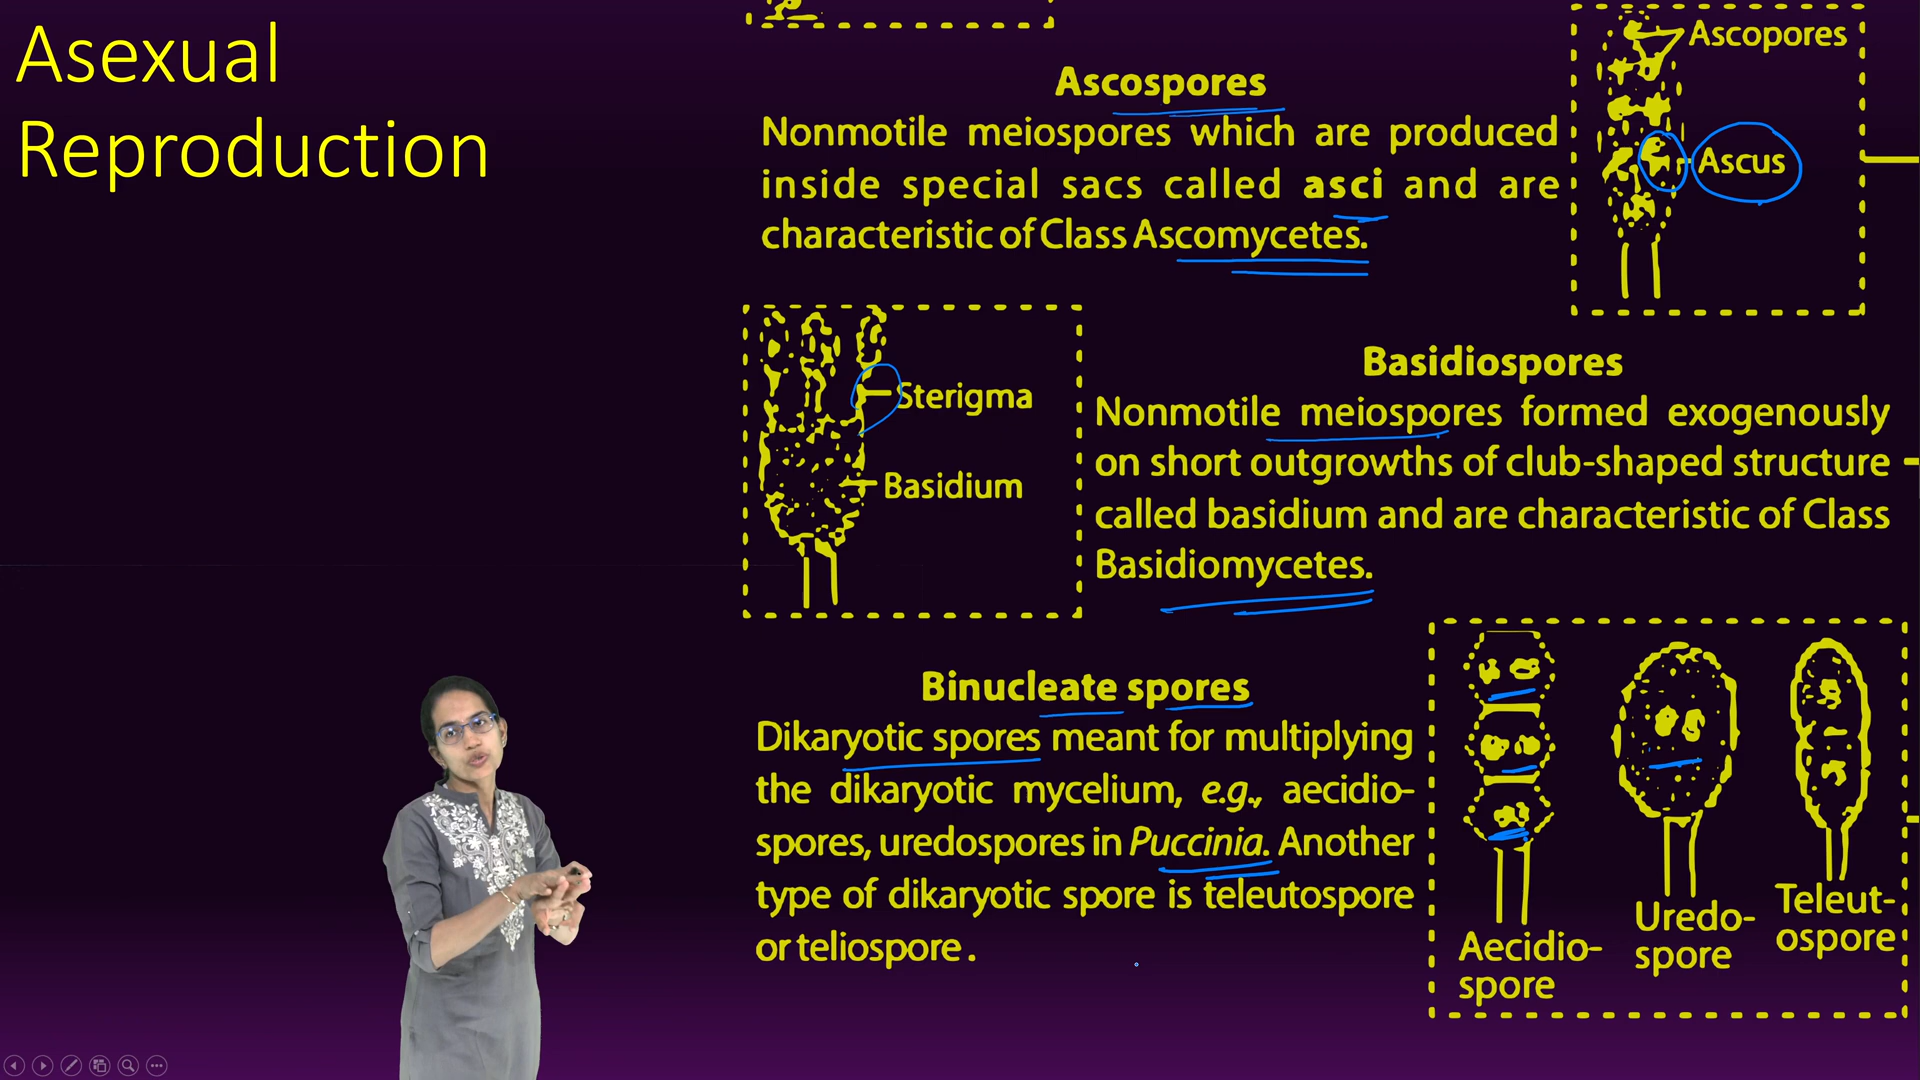 Asexual
Reproduction
Ascospores
Nonmotile meiospores which are produced
inside special sacs called asci and are
characteristic of Class Ascomycetes.
Ascopores
Ascus
Sterigma
Basidium
Basidiospores
Nonmotile meiospores formed exogenously
on short outgrowths of club-shaped structure
called basidium and are characteristic of Class
Basidiomycetes.
Binucleate spores
Dikaryotic spores meant for multiplying
the dikaryotic mycelium, e.g., aecidio-
spores, uredospores in Puccinia. Another
type of dikaryotic spore is teleutospore
or teliospore.
Aecidio-
spore
Uredo-
spore
Teleut-
ospore